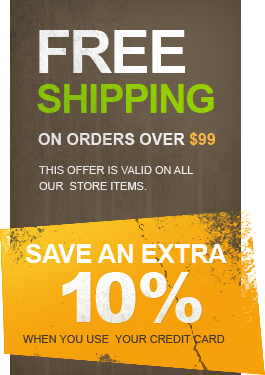 FREE
SHIPPING
ON ORDERS OVER $99
THIS OFFER IS VALID ON ALL
OUR STORE ITEMS.
SAVE AN EXTRA
10%
WHEN YOU USE YOUR CREDIT CARD